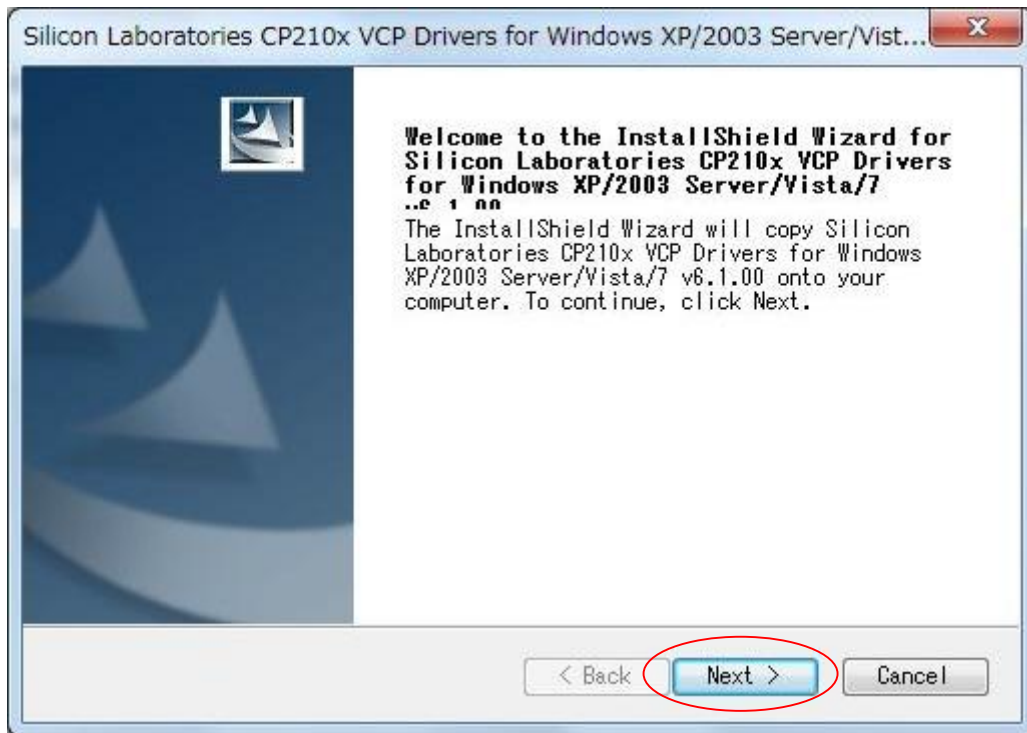 Silicon Laboratories CP210x VCP Drivers for Windows XP/2003 Server/Vist...
Welcome to the InstallShield Wizard for
Silicon Laboratories CP210x VCP Drivers
for Windows XP/2003 Server/Vista/7
v6.1.00
The InstallShield Wizard will copy Silicon
Laboratories CP210x VCP Drivers for Windows
XP/2003 Server/Vista/7 v6.1.00 onto your
computer. To continue, click Next.
< Back
Next >
Cancel